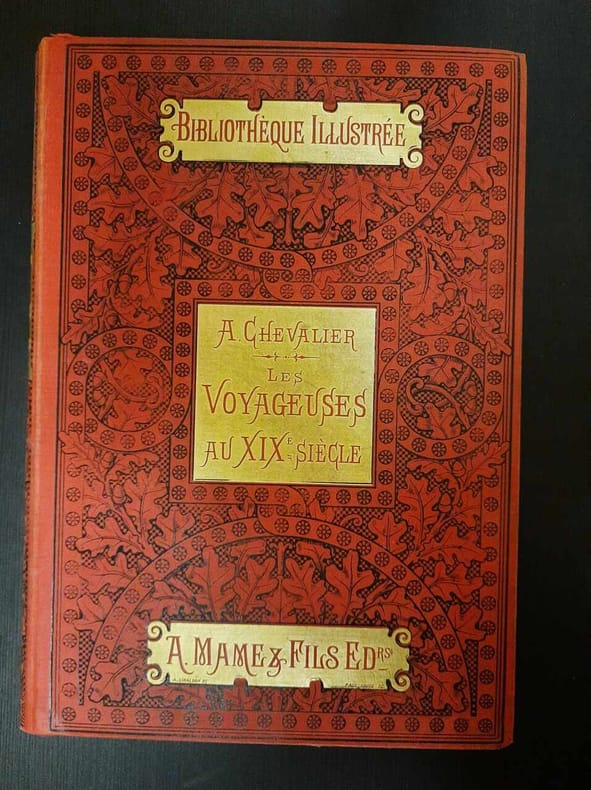 BIBLIOTHÈQUE ILLUSTRÉE
A. CHEVALIER
LES
VOYAGEUSES
AU XIXE SIÈCLE
A. MAME & FILS EDRS